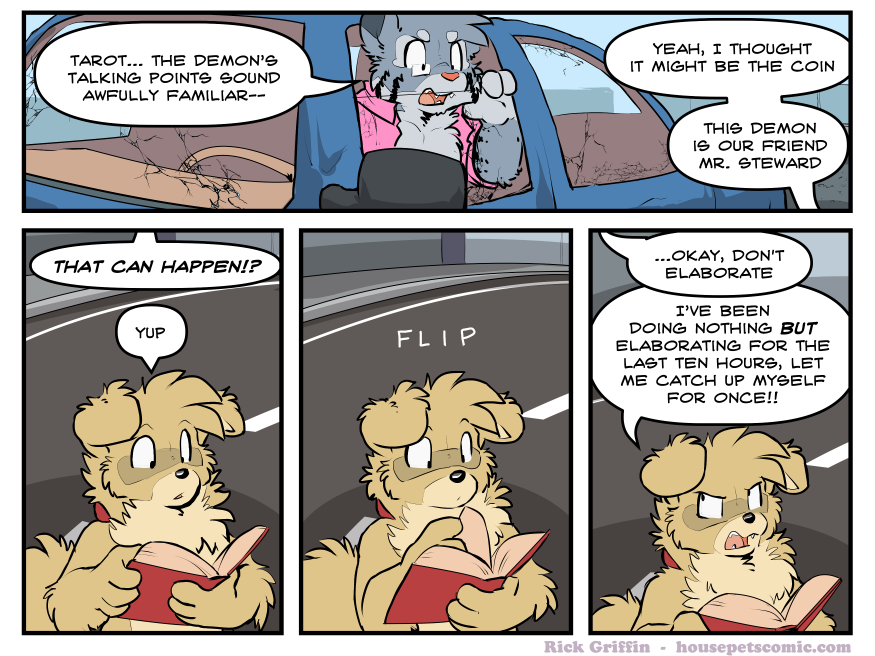 TAROT... THE DEMON'S
TALKING POINTS SOUND
AWFULLY FAMILIAR--
YEAH, I THOUGHT
IT MIGHT BE THE COIN
THIS DEMON
IS OUR FRIEND
MR. STEWARD
THAT CAN HAPPEN!?
YUP
FLIP
...OKAY, DON'T
ELABORATE
I'VE BEEN
DOING NOTHING BUT
ELABORATING FOR THE
LAST TEN HOURS, LET
ME CATCH UP MYSELF
FOR ONCE!!
Rick Griffin - housepetscomic.com